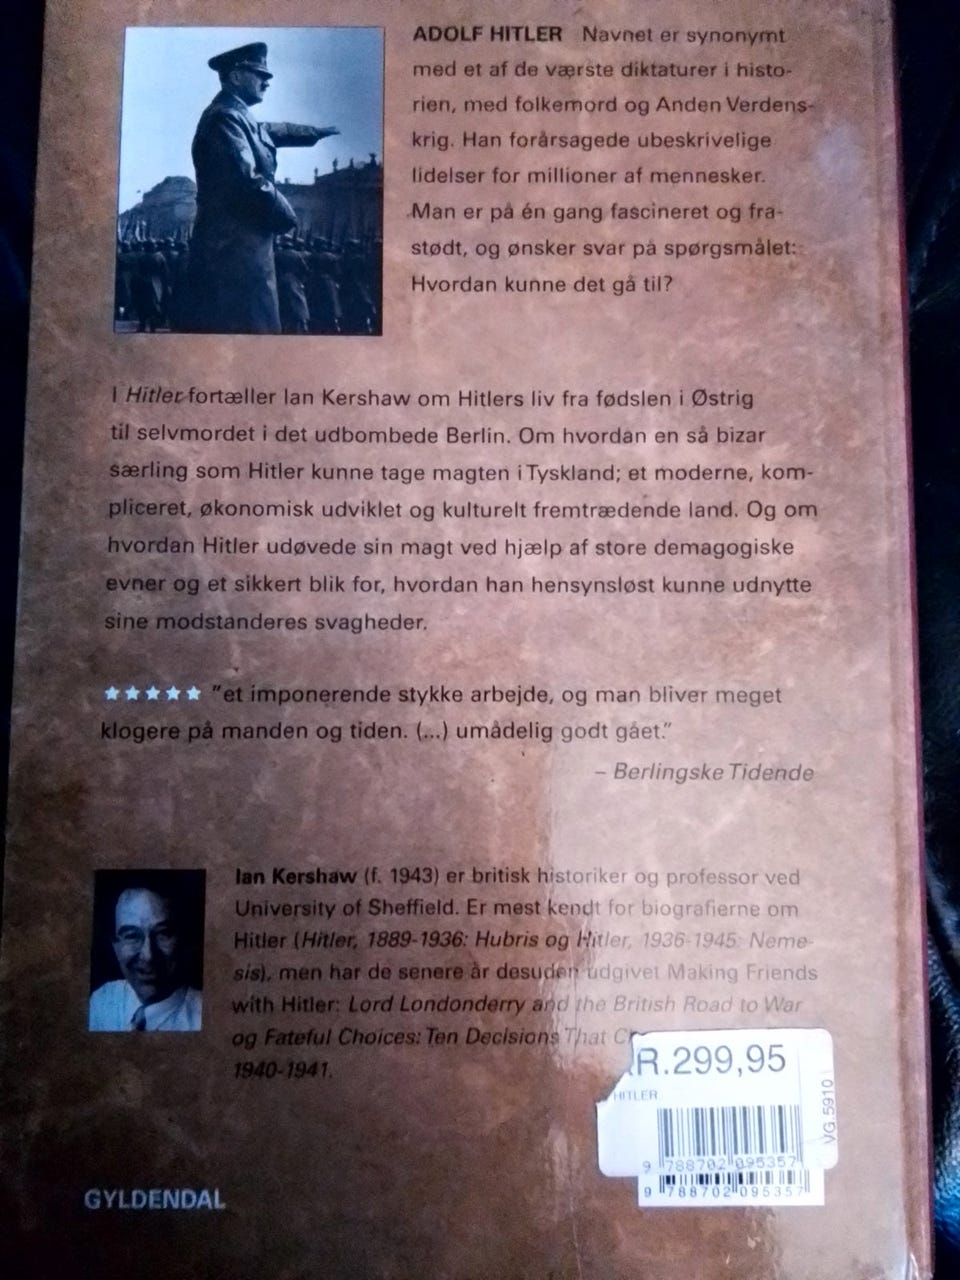 ADOLF HITLER Navnet er synonymt
med et af de værste diktaturer i histo-
rien, med folkemord og Anden Verdens-
krig. Han forårsagede ubeskrivelige
lidelser for millioner af mennesker.
Man er på én gang fascineret og fra-
stødt, og ønsker svar på spørgsmålet:
Hvordan kunne det gå til?
I Hitler fortæller Ian Kershaw om Hitlers liv fra fødslen i Østrig
til selvmordet i det udbombede Berlin. Om hvordan en så bizar
særling som Hitler kunne tage magten i Tyskland; et moderne, kom-
pliceret, økonomisk udviklet og kulturelt fremtrædende land. Og om
hvordan Hitler udøvede sin magt ved hjælp af store demagogiske
evner og et sikkert blik for, hvordan han hensynsløst kunne udnytte
sine modstanderes svagheder.
★★★★★ "et imponerende stykke arbejde, og man bliver meget
klogere på manden og tiden. (...) umådelig godt gået."
– Berlingske Tidende
Ian Kershaw (f. 1943) er britisk historiker og professor ved
University of Sheffield. Er mest kendt for biografierne om
Hitler (Hitler, 1889-1936: Hubris og Hitler, 1936-1945: Neme-
sis), men har de senere år desuden udgivet Making Friends
with Hitler: Lord Londonderry and the British Road to War
og Fateful Choices: Ten Decisions That
1940-1941.
KR.299,95
HITLER
VG.5910
9 788702 095357
9 788702 095357
GYLDENDAL